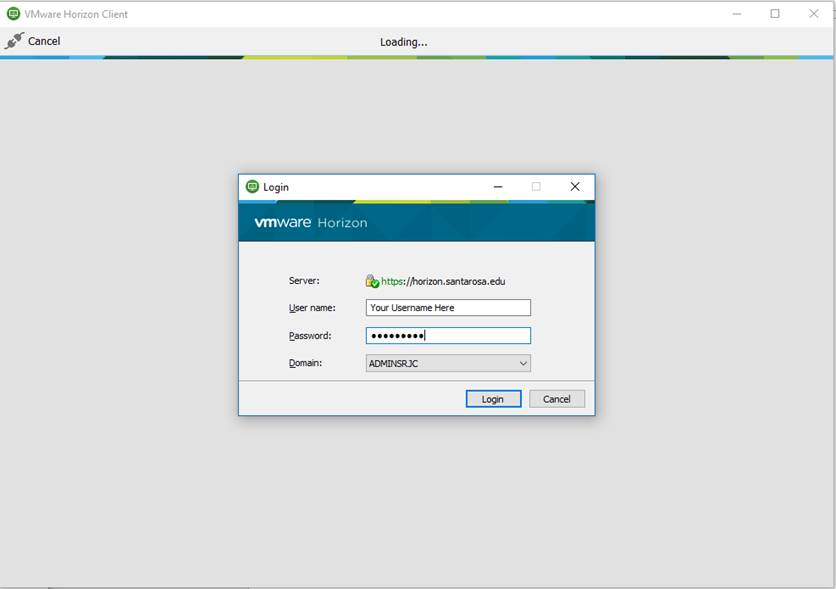 VMware Horizon Client
Cancel
Loading...
Login
vmware Horizon
Server: https://horizon.santarosa.edu
User name: Your Username Here
Password: •••••••••
Domain: ADMINSRJC
Login Cancel